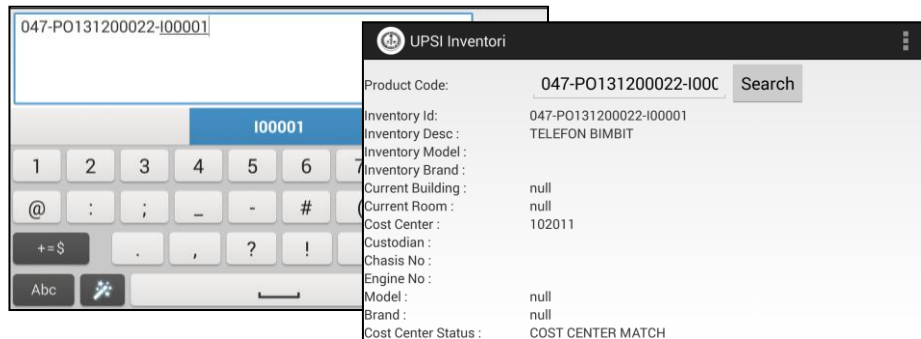 047-PO131200022-I00001
I00001
1 2 3 4 5 6 7
@ : ; _ - # (
+=$ . , ? !
Abc
UPSI Inventori
Product Code: 047-PO131200022-I00C Search
Inventory Id: 047-PO131200022-I00001
Inventory Desc : TELEFON BIMBIT
Inventory Model :
Inventory Brand :
Current Building : null
Current Room : null
Cost Center : 102011
Custodian :
Chasis No :
Engine No :
Model : null
Brand : null
Cost Center Status : COST CENTER MATCH